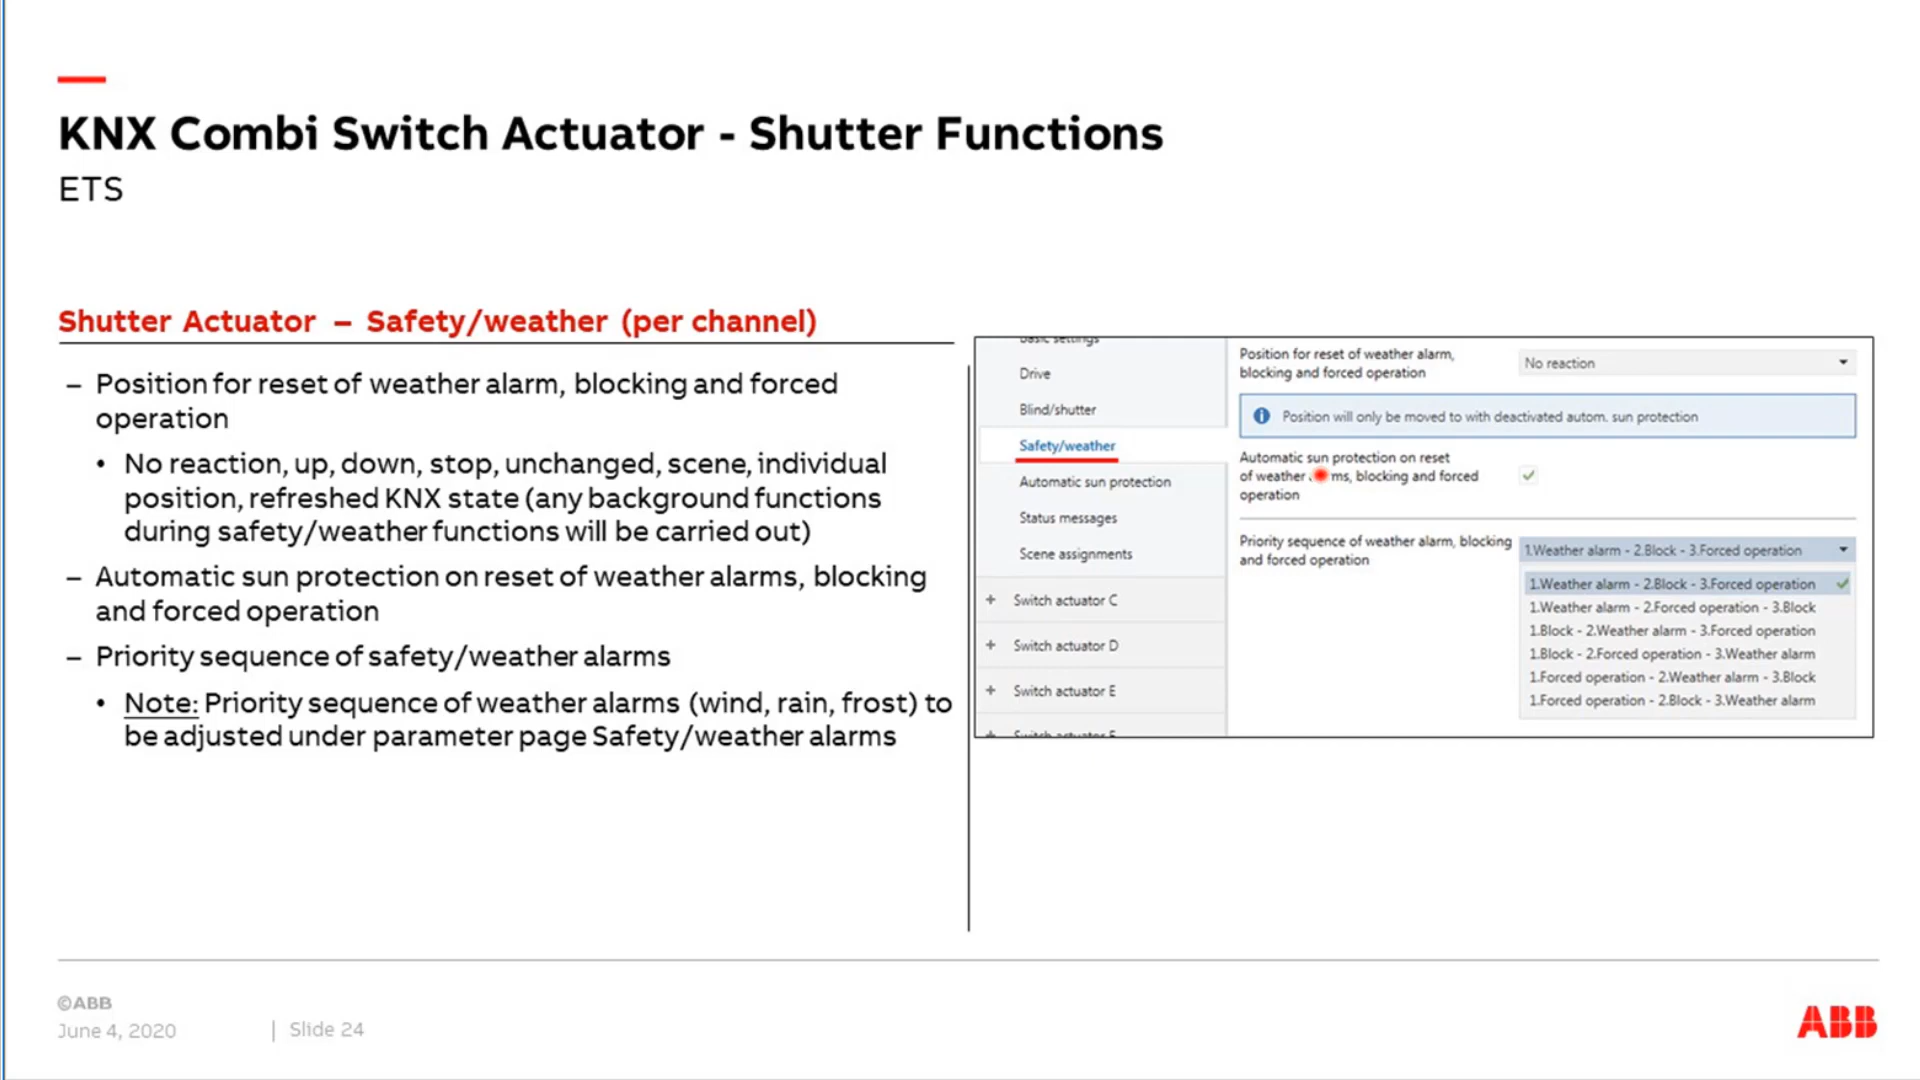 KNX Combi Switch Actuator - Shutter Functions
ETS
Shutter Actuator – Safety/weather (per channel)
– Position for reset of weather alarm, blocking and forced
operation
• No reaction, up, down, stop, unchanged, scene, individual
position, refreshed KNX state (any background functions
during safety/weather functions will be carried out)
– Automatic sun protection on reset of weather alarms, blocking
and forced operation
– Priority sequence of safety/weather alarms
• Note: Priority sequence of weather alarms (wind, rain, frost) to
be adjusted under parameter page Safety/weather alarms
Basic settings
Drive
Blind/shutter
Safety/weather
Automatic sun protection
Status messages
Scene assignments
+ Switch actuator C
+ Switch actuator D
+ Switch actuator E
+ Switch actuator F
Position for reset of weather alarm,
blocking and forced operation
No reaction
Position will only be moved to with deactivated autom. sun protection
Automatic sun protection on reset
of weather ms, blocking and forced
operation
Priority sequence of weather alarm, blocking
and forced operation
1.Weather alarm - 2.Block - 3.Forced operation
1.Weather alarm - 2.Block - 3.Forced operation
1.Weather alarm - 2.Forced operation - 3.Block
1.Block - 2.Weather alarm - 3.Forced operation
1.Block - 2.Forced operation - 3.Weather alarm
1.Forced operation - 2.Weather alarm - 3.Block
1.Forced operation - 2.Block - 3.Weather alarm
©ABB
June 4, 2020 | Slide 24
ABB